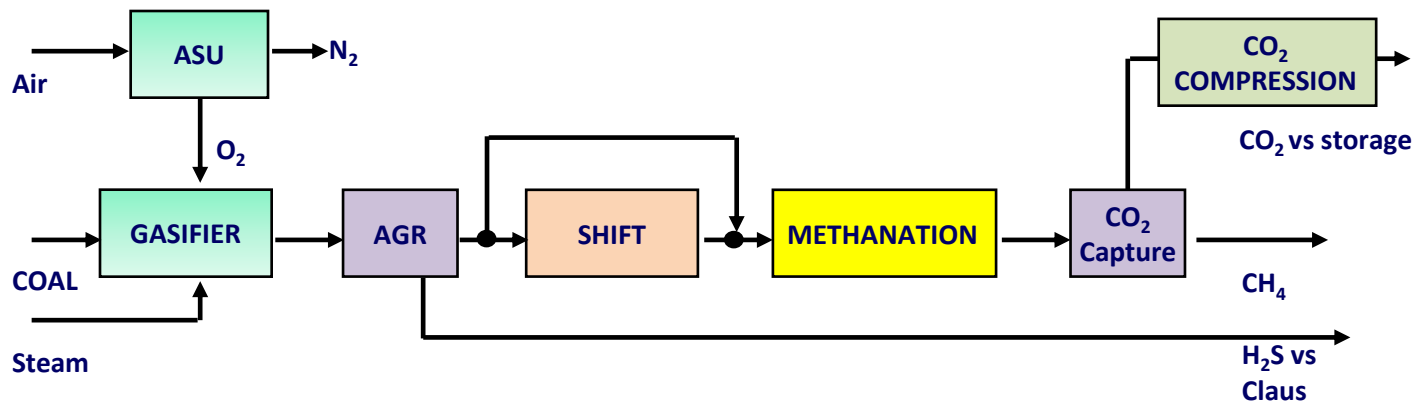 ASU
N₂
CO₂
COMPRESSION
Air
O₂
CO₂ vs storage
GASIFIER
AGR
SHIFT
METHANATION
CO₂
Capture
COAL
CH₄
Steam
H₂S vs
Claus